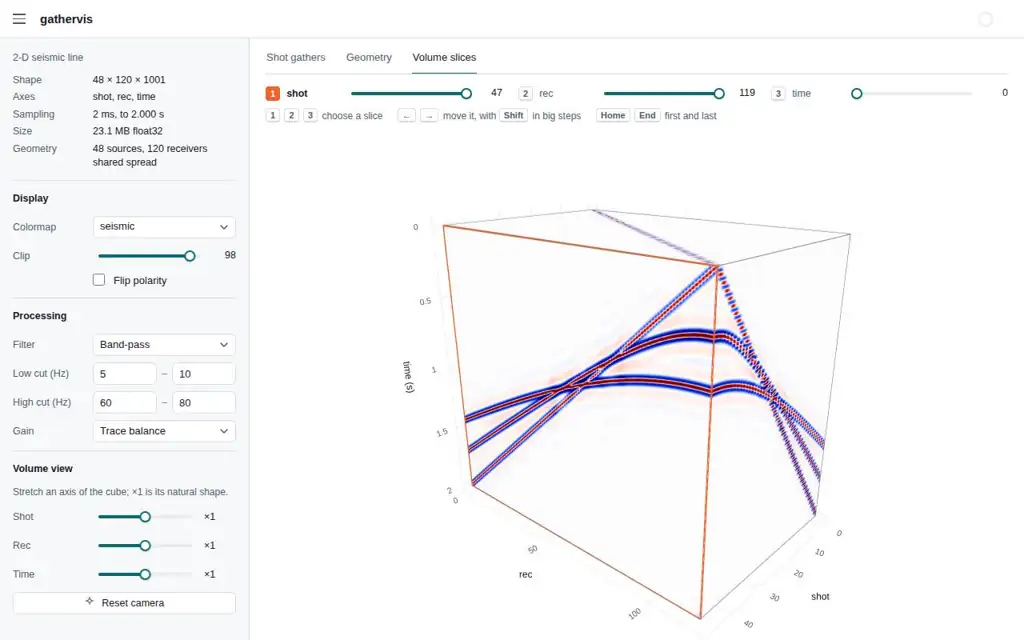 gathervis
2-D seismic line
Shape 48 × 120 × 1001
Axes shot, rec, time
Sampling 2 ms, to 2.000 s
Size 23.1 MB float32
Geometry 48 sources, 120 receivers
shared spread
Display
Colormap seismic
Clip 98
Flip polarity
Processing
Filter Band-pass
Low cut (Hz) 5 – 10
High cut (Hz) 60 – 80
Gain Trace balance
Volume view
Stretch an axis of the cube; ×1 is its natural shape.
Shot ×1
Rec ×1
Time ×1
Reset camera
Shot gathers Geometry Volume slices
1 shot 47 2 rec 119 3 time 0
1 2 3 choose a slice ← → move it, with Shift in big steps Home End first and last
0
0.5
1
1.5
2
time (s)
0
50
100
rec
0
10
20
30
40
shot